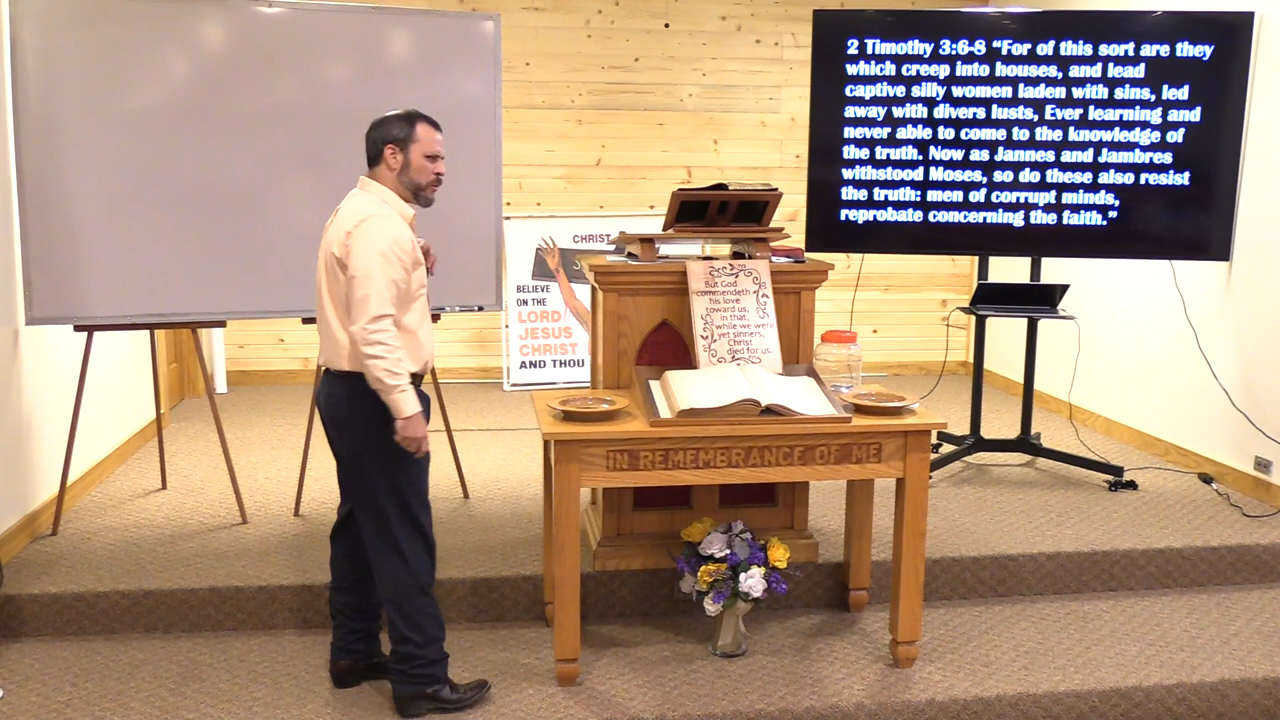 2 Timothy 3:6-8 “For of this sort are they
which creep into houses, and lead
captive silly women laden with sins, led
away with divers lusts, Ever learning and
never able to come to the knowledge of
the truth. Now as Jannes and Jambres
withstood Moses, so do these also resist
the truth: men of corrupt minds,
reprobate concerning the faith.”
CHRIST
BELIEVE
ON THE
LORD
JESUS
CHRIST
AND THOU
But God
commendeth
his love
toward us,
in that,
while we were
yet sinners,
Christ
died for us.
IN REMEMBRANCE OF ME